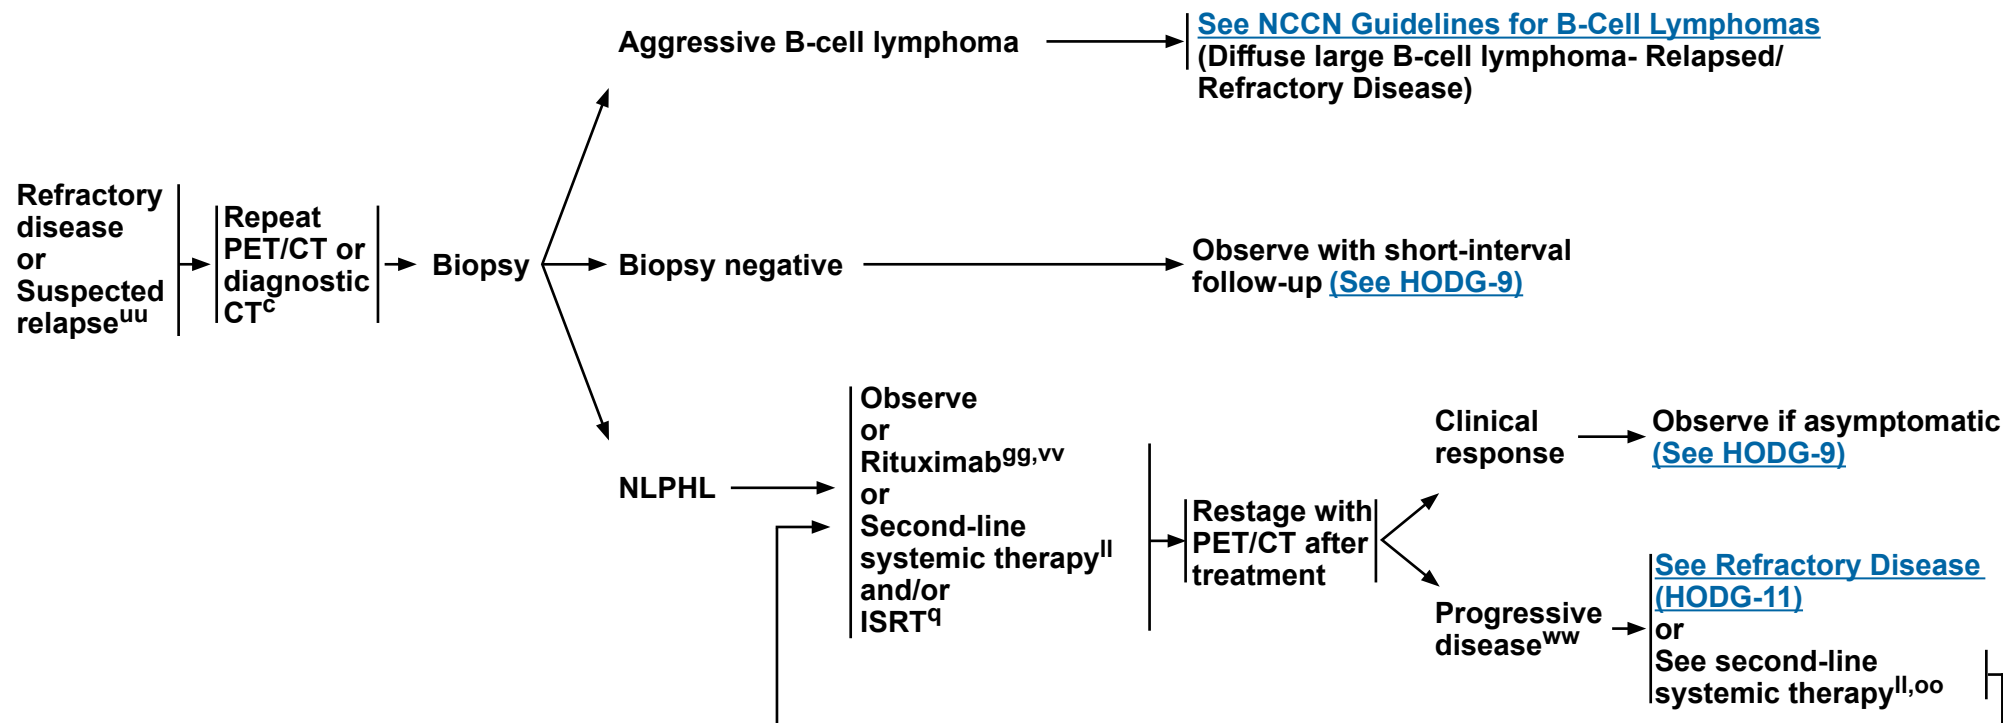 Aggressive B-cell lymphoma
See NCCN Guidelines for B-Cell Lymphomas
(Diffuse large B-cell lymphoma- Relapsed/
Refractory Disease)
Refractory
disease
or
Suspected
relapseuu
Repeat
PET/CT or
diagnostic
CTc
Biopsy
Biopsy negative
Observe with short-interval
follow-up (See HODG-9)
NLPHL
Observe
or
Rituximabgg,vv
or
Second-line
systemic therapyll
and/or
ISRTq
Restage with
PET/CT after
treatment
Clinical
response
Observe if asymptomatic
(See HODG-9)
Progressive
diseaseww
See Refractory Disease
(HODG-11)
or
See second-line
systemic therapyll,oo